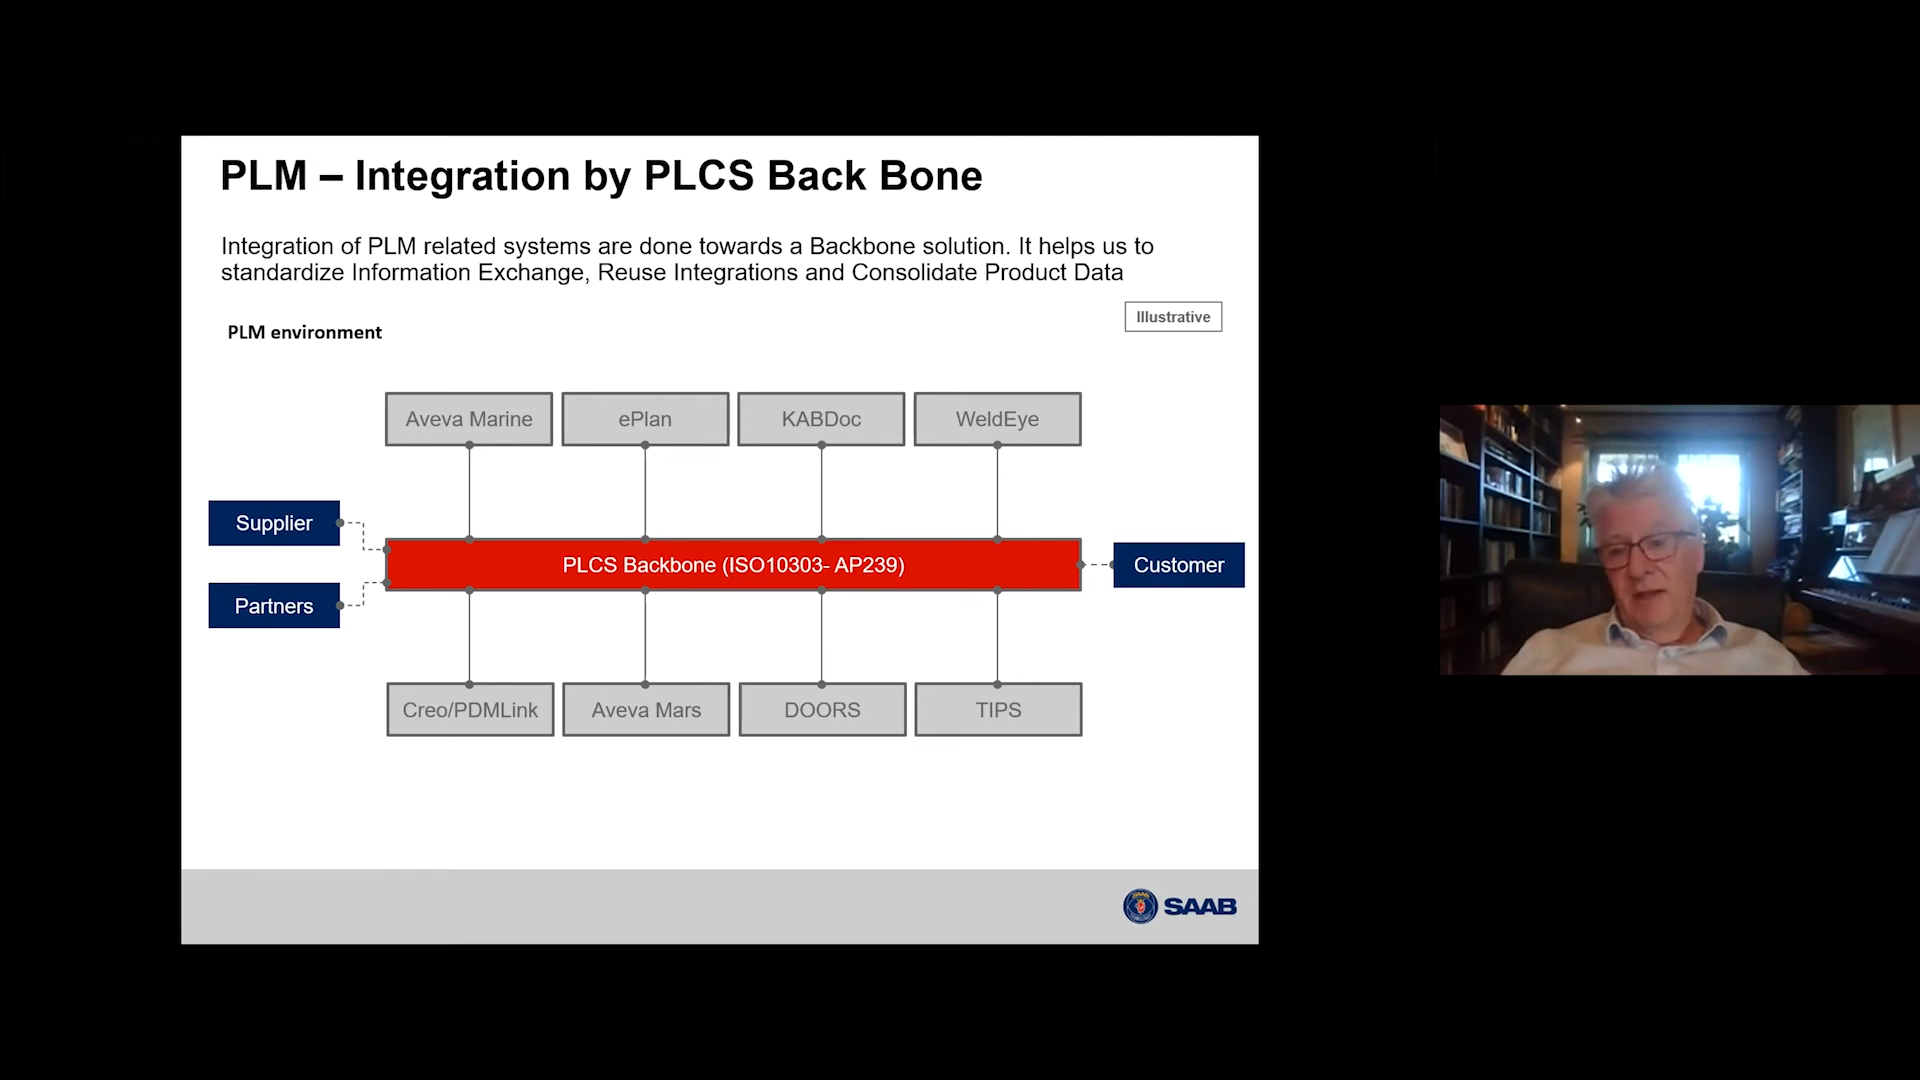 PLM – Integration by PLCS Back Bone
Integration of PLM related systems are done towards a Backbone solution. It helps us to
standardize Information Exchange, Reuse Integrations and Consolidate Product Data
Illustrative
PLM environment
Aveva Marine
ePlan
KABDoc
WeldEye
Supplier
PLCS Backbone (ISO10303- AP239)
Customer
Partners
Creo/PDMLink
Aveva Mars
DOORS
TIPS
SAAB